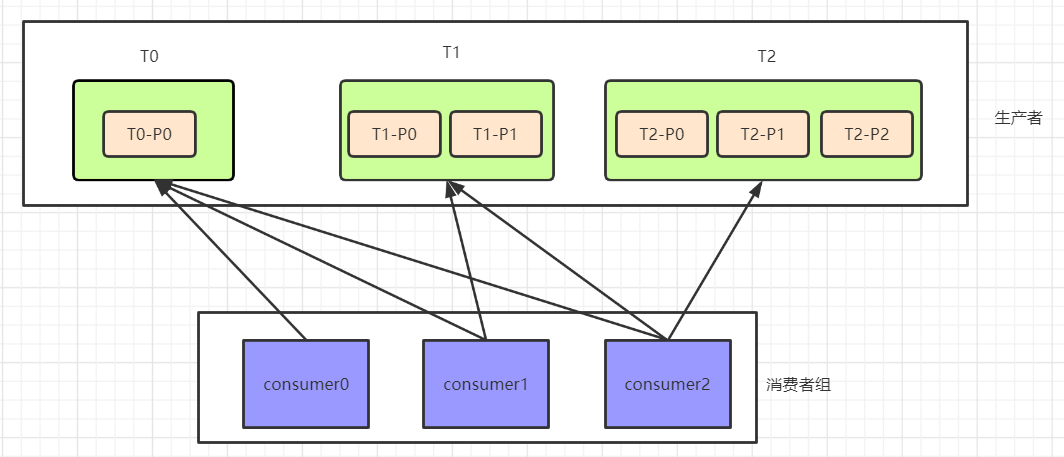 T0
T1
T2
T0-P0
T1-P0
T1-P1
T2-P0
T2-P1
T2-P2
生产者
consumer0
consumer1
consumer2
消费者组